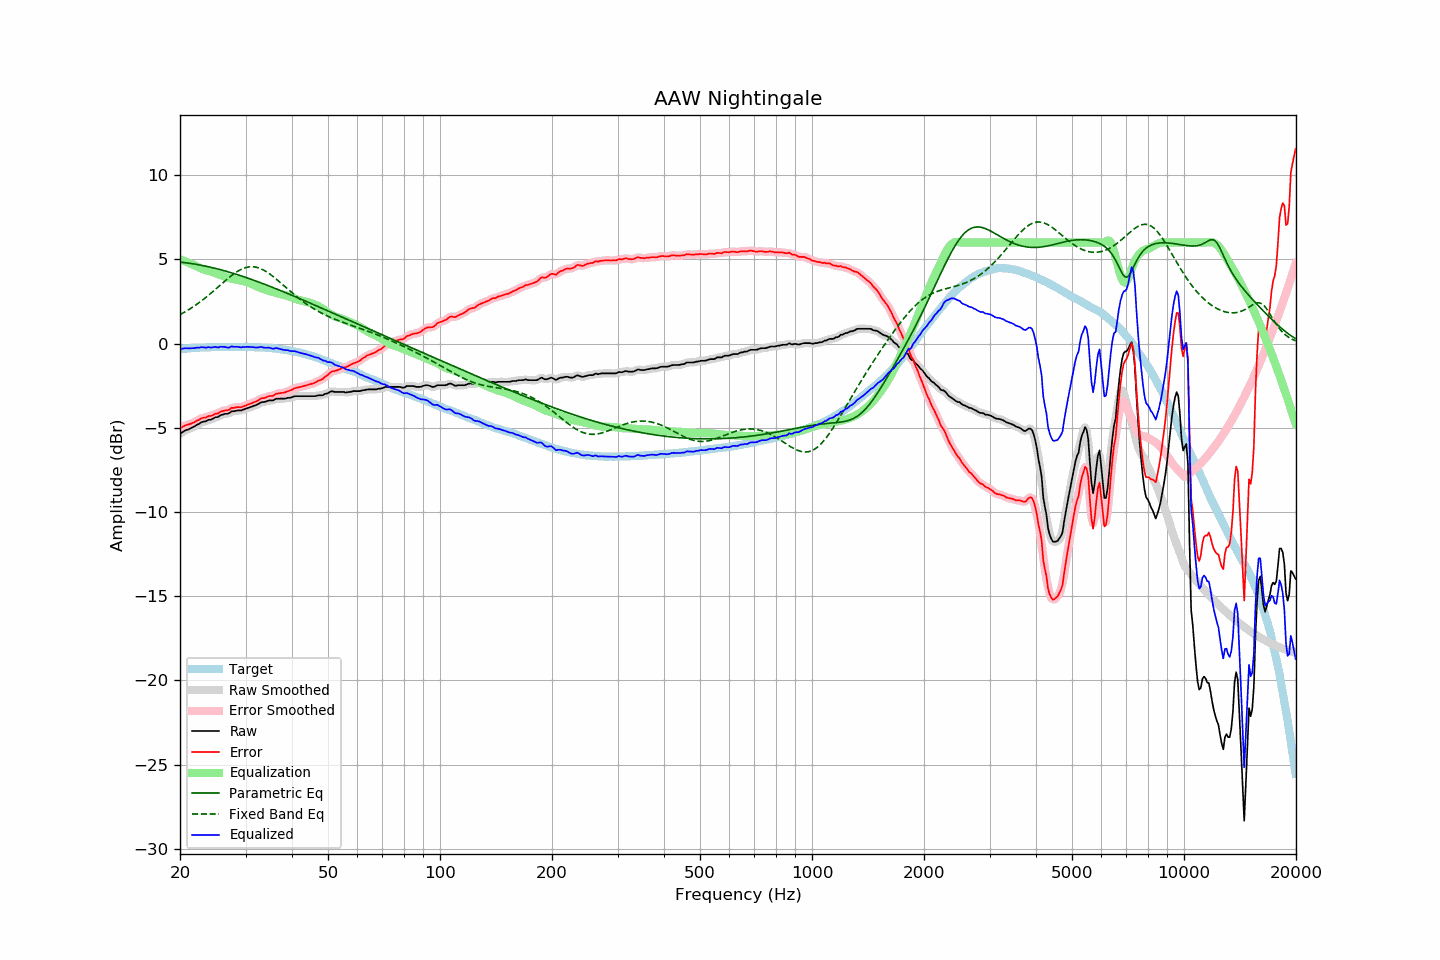 AAW Nightingale
Amplitude (dBr)
10
5
0
−5
−10
−15
−20
−25
−30
Target
Raw Smoothed
Error Smoothed
Raw
Error
Equalization
Parametric Eq
Fixed Band Eq
Equalized
20 50 100 200 500 1000 2000 5000 10000 20000
Frequency (Hz)